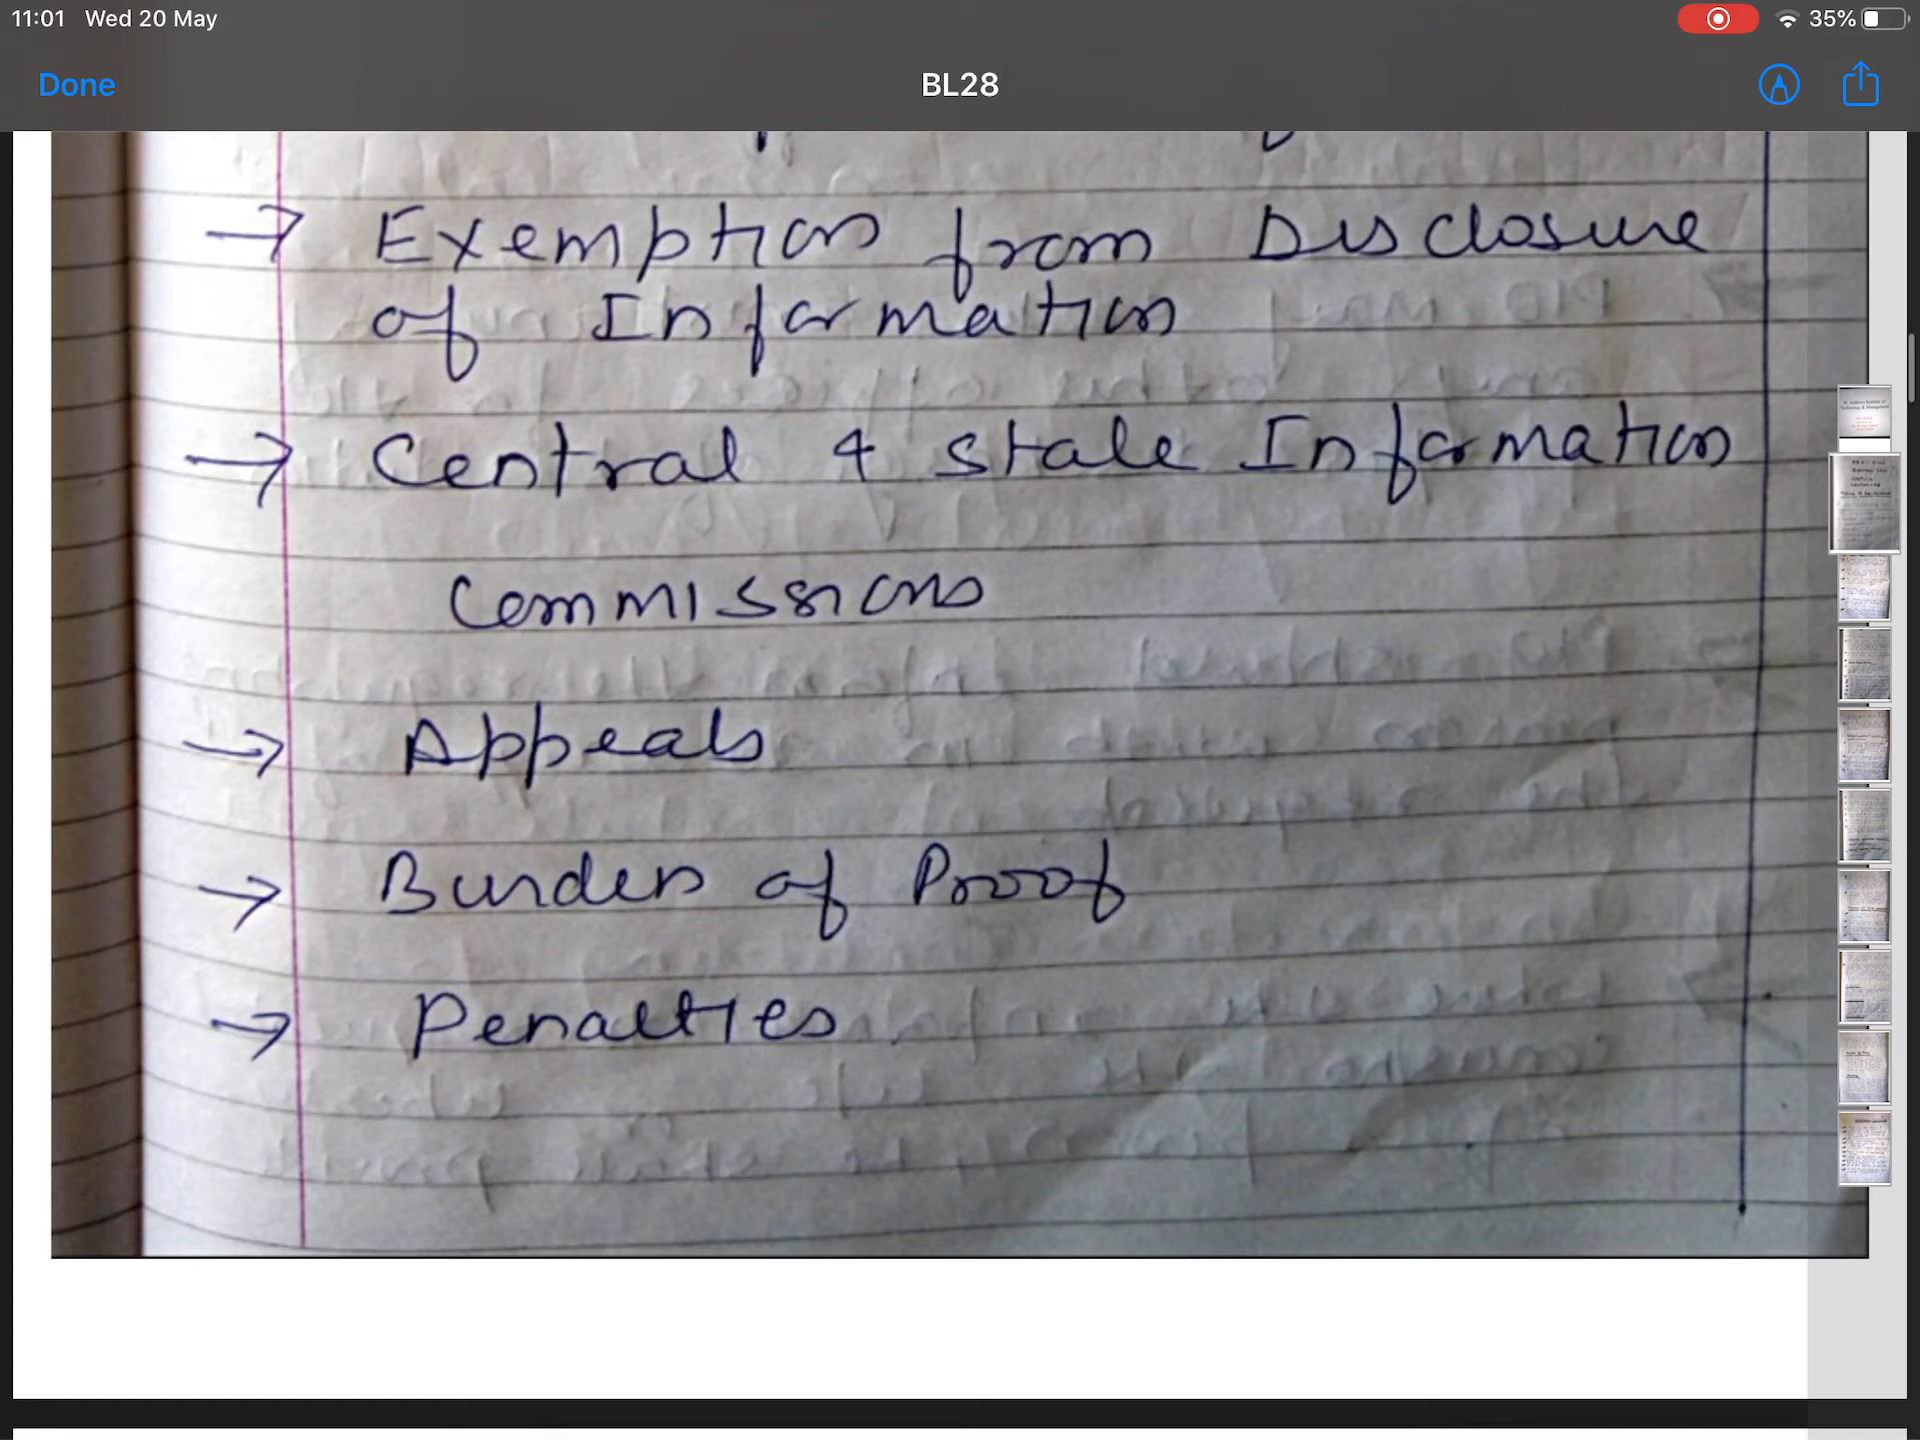 11:01 Wed 20 May
35%
Done
BL28
→ Exemption from Disclosure
of Information
→ Central & State Information
Commissions
→ Appeals
→ Burden of Proof
→ Penalties